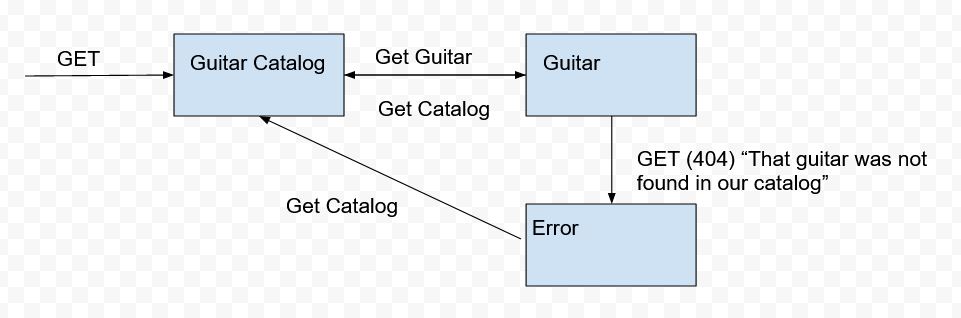 GET
Guitar Catalog
Get Guitar
Guitar
Get Catalog
GET (404) “That guitar was not
found in our catalog”
Get Catalog
Error